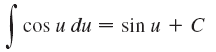 ∫ cos u du = sin u + C